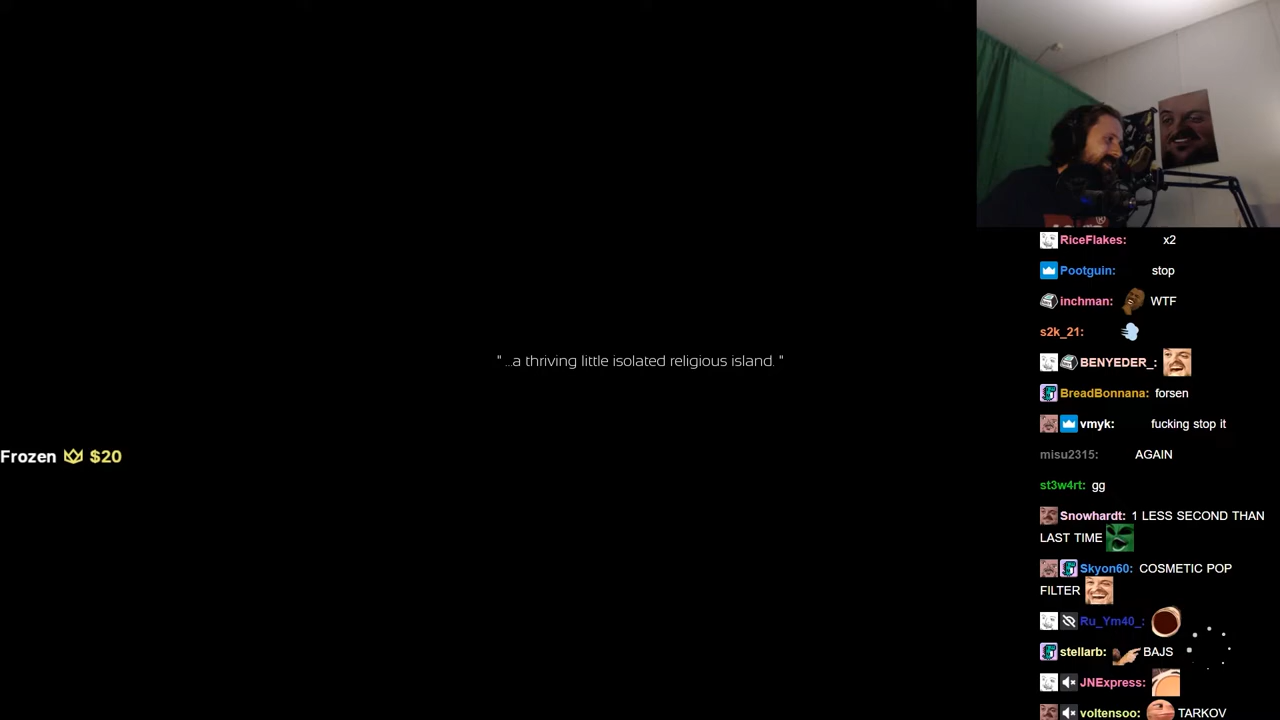 " ...a thriving little isolated religious island. "
Frozen $20
RiceFlakes: x2
Pootguin: stop
inchman: WTF
s2k_21:
BENYEDER_:
BreadBonnana: forsen
vmyk: fucking stop it
misu2315: AGAIN
st3w4rt: gg
Snowhardt: 1 LESS SECOND THAN
LAST TIME
Skyon60: COSMETIC POP
FILTER
Ru_Ym40_:
stellarb: BAJS
JNExpress:
voltensoo: TARKOV